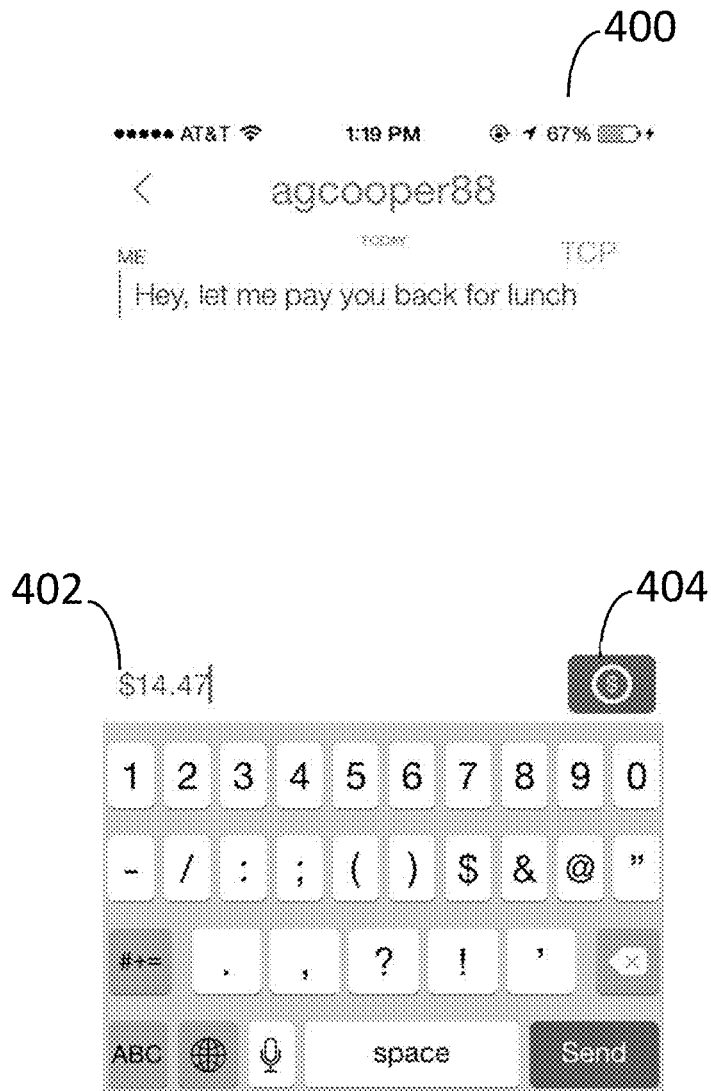 400
AT&T 1:19 PM 67%
< agcooper88
TODAY
ME TCP
Hey, let me pay you back for lunch
402 404
$14.47 $
1 2 3 4 5 6 7 8 9 0
- / : ; ( ) $ & @ "
#+= . , ? ! '
ABC space Send